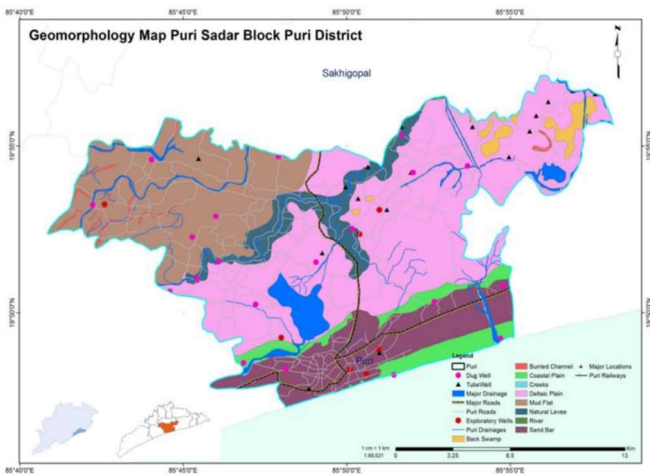 85°40'0"E 85°45'0"E 85°50'0"E 85°55'0"E
Geomorphology Map Puri Sadar Block Puri District
N
Sakhigopal
19°50'0"N
Puri
Legend
Puri
Dug Well
TubeWell
Major Drainage
Major Roads
Puri Roads
Exploratory Wells
Puri Drainages
Back Swamp
Burried Channel
Coastal Plain
Creeks
Deltaic Plain
Mud Flat
Natural Levee
River
Sand Bar
Major Locations
Puri Railways
1 cm = 1 km
0 3.25 6.5 13
85°40'0"E 85°45'0"E 85°50'0"E 85°55'0"E